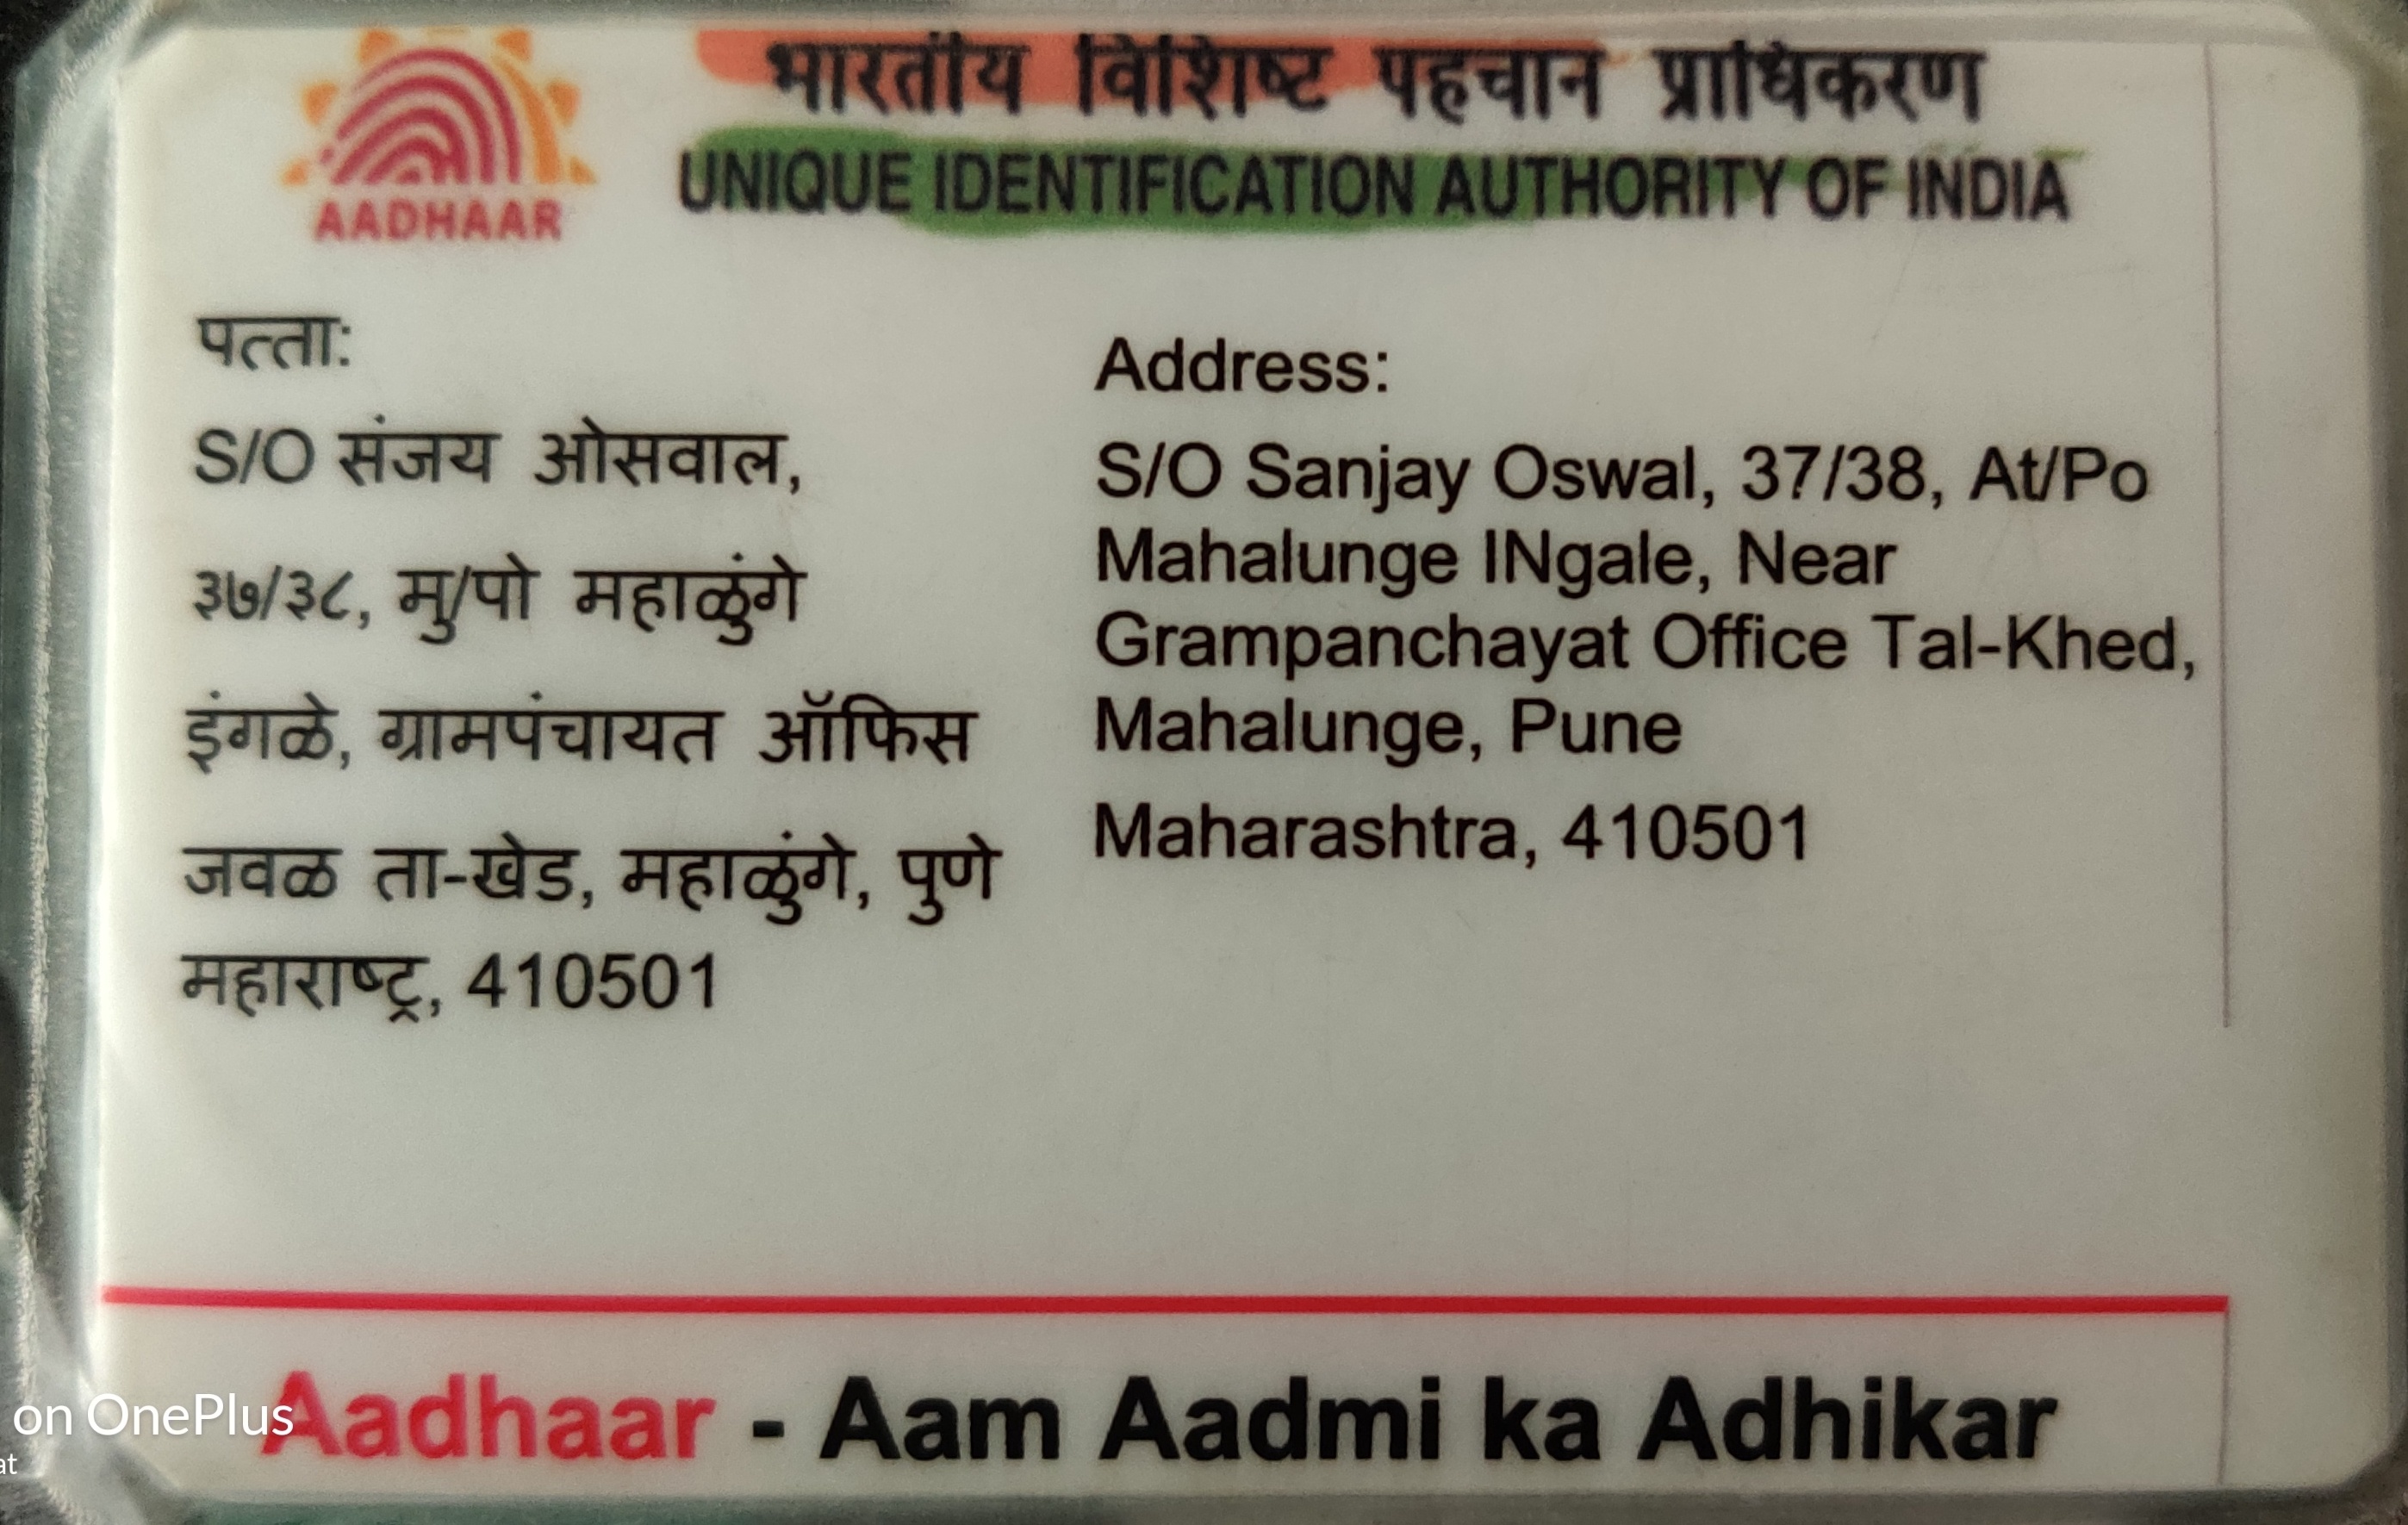 भारतीय विशिष्ट पहचान प्राधिकरण
UNIQUE IDENTIFICATION AUTHORITY OF INDIA
AADHAAR
पत्ता:
S/O संजय ओसवाल,
३७/३८, मु/पो महाळुंगे
इंगळे, ग्रामपंचायत ऑफिस
जवळ ता-खेड, महाळुंगे, पुणे
महाराष्ट्र, 410501
Address:
S/O Sanjay Oswal, 37/38, At/Po
Mahalunge INgale, Near
Grampanchayat Office Tal-Khed,
Mahalunge, Pune
Maharashtra, 410501
Aadhaar - Aam Aadmi ka Adhikar
on OnePlus